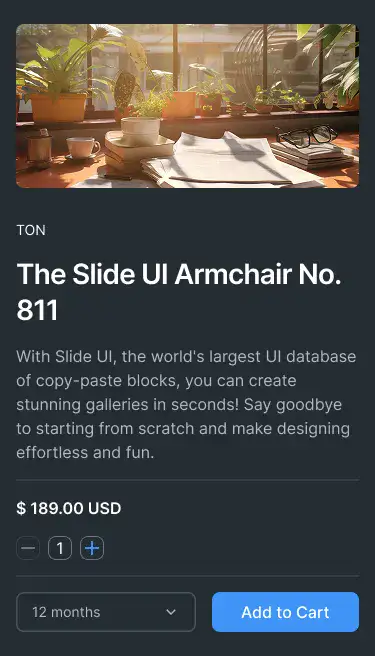 TON
The Slide UI Armchair No.
811
With Slide UI, the world's largest UI database
of copy-paste blocks, you can create
stunning galleries in seconds! Say goodbye
to starting from scratch and make designing
effortless and fun.
$ 189.00 USD
1
12 months
Add to Cart